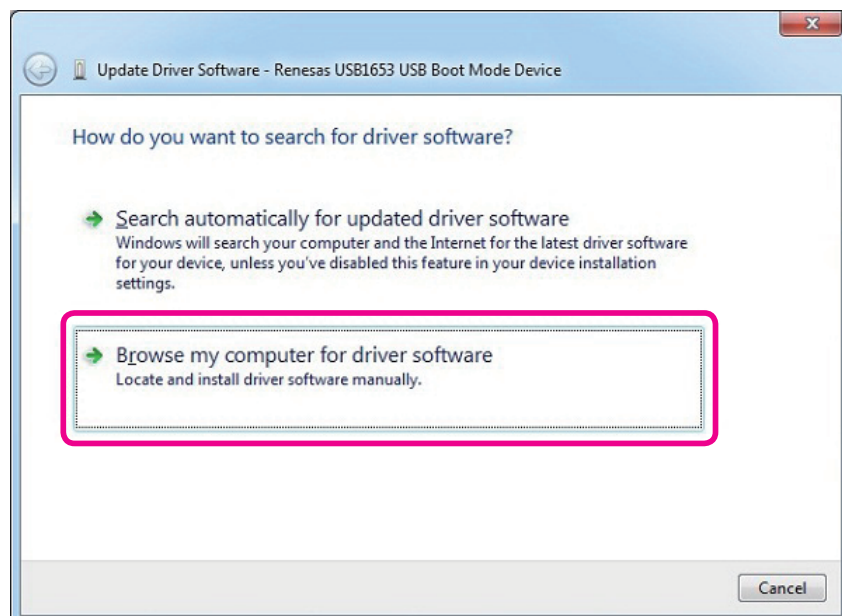 Update Driver Software - Renesas USB1653 USB Boot Mode Device
How do you want to search for driver software?
Search automatically for updated driver software
Windows will search your computer and the Internet for the latest driver software
for your device, unless you've disabled this feature in your device installation
settings.
Browse my computer for driver software
Locate and install driver software manually.
Cancel